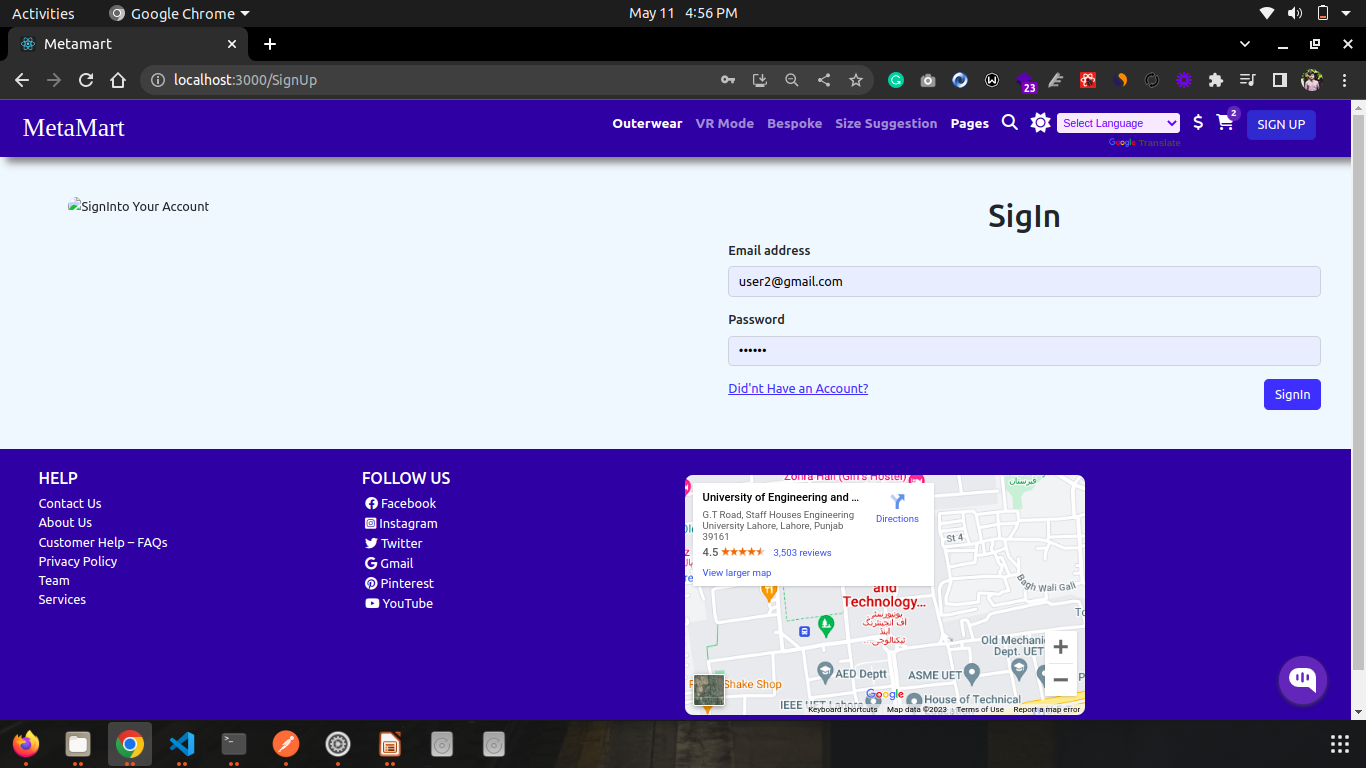 Activities
Google Chrome
May 11 4:56 PM
Metamart
localhost:3000/SignUp
23
MetaMart
Outerwear
VR Mode
Bespoke
Size Suggestion
Pages
Select Language
$
2
SIGN UP
Google Translate
SignInto Your Account
SigIn
Email address
user2@gmail.com
Password
••••••
Did'nt Have an Account?
SignIn
HELP
Contact Us
About Us
Customer Help – FAQs
Privacy Policy
Team
Services
FOLLOW US
Facebook
Instagram
Twitter
Gmail
Pinterest
YouTube
Zohra Hall (Girl's Hostel)
قبرستان
University of Engineering and ...
G.T Road, Staff Houses Engineering
University Lahore, Lahore, Punjab
39161
Directions
4.5
3,503 reviews
View larger map
St 4
Bagh Wali Gali
and
Technology...
یونیورسٹی
آف انجینئرنگ
اینڈ
ٹیکنالوجی...
Old Mechanic
Dept. UET
AED Deptt
ASME UET
Shake Shop
Google
House of Technical
IEEE UET Lahore
Keyboard shortcuts
Map data ©2023
Terms of Use
Report a map error